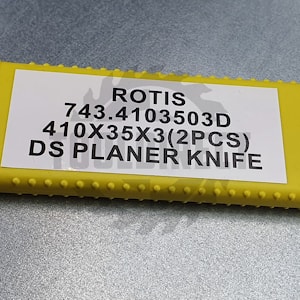 ROTIS
743.4103503D
410X35X3(2PCS)
DS PLANER KNIFE